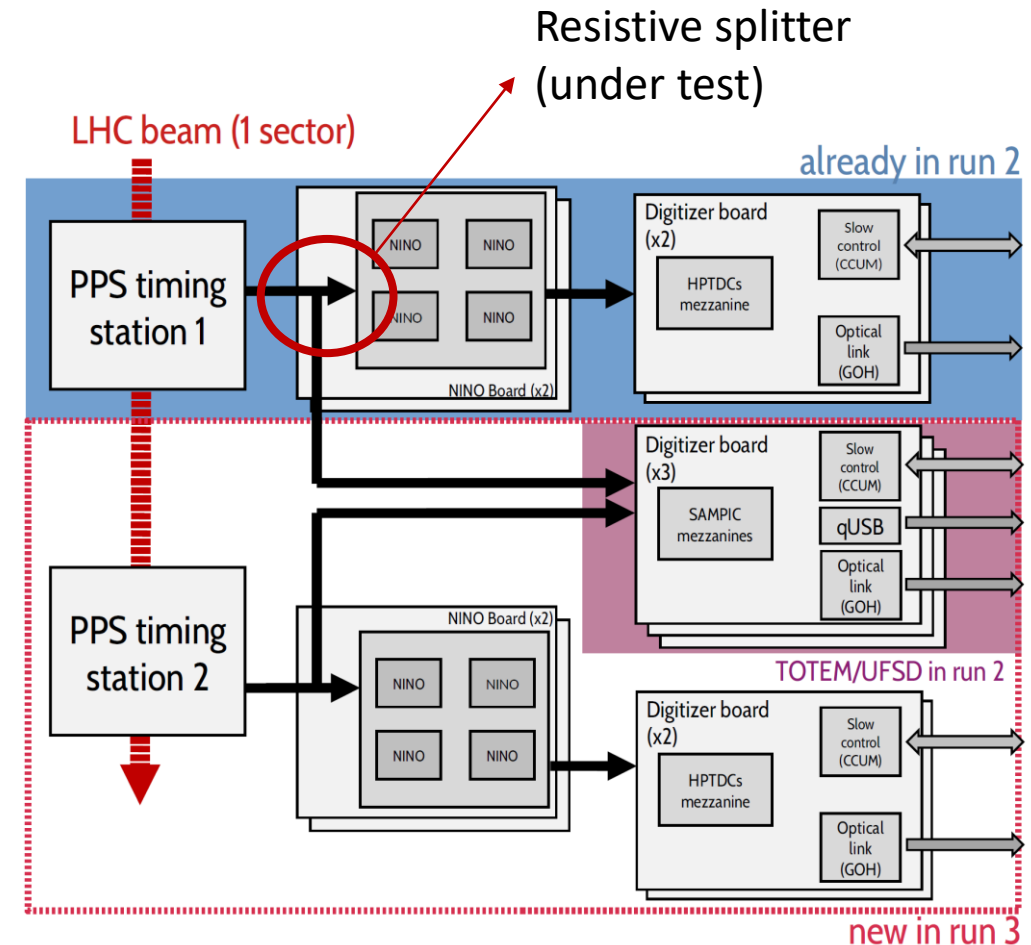 Resistive splitter
(under test)
LHC beam (1 sector)
already in run 2
PPS timing
station 1
NINO
NINO
NINO
NINO
NINO Board (x2)
Digitizer board
(x2)
HPTDCs
mezzanine
Slow
control
(CCUM)
Optical
link
(GOH)
Digitizer board
(x3)
SAMPIC
mezzanines
Slow
control
(CCUM)
qUSB
Optical
link
(GOH)
TOTEM/UFSD in run 2
PPS timing
station 2
NINO Board (x2)
NINO
NINO
NINO
NINO
Digitizer board
(x2)
HPTDCs
mezzanine
Slow
control
(CCUM)
Optical
link
(GOH)
new in run 3